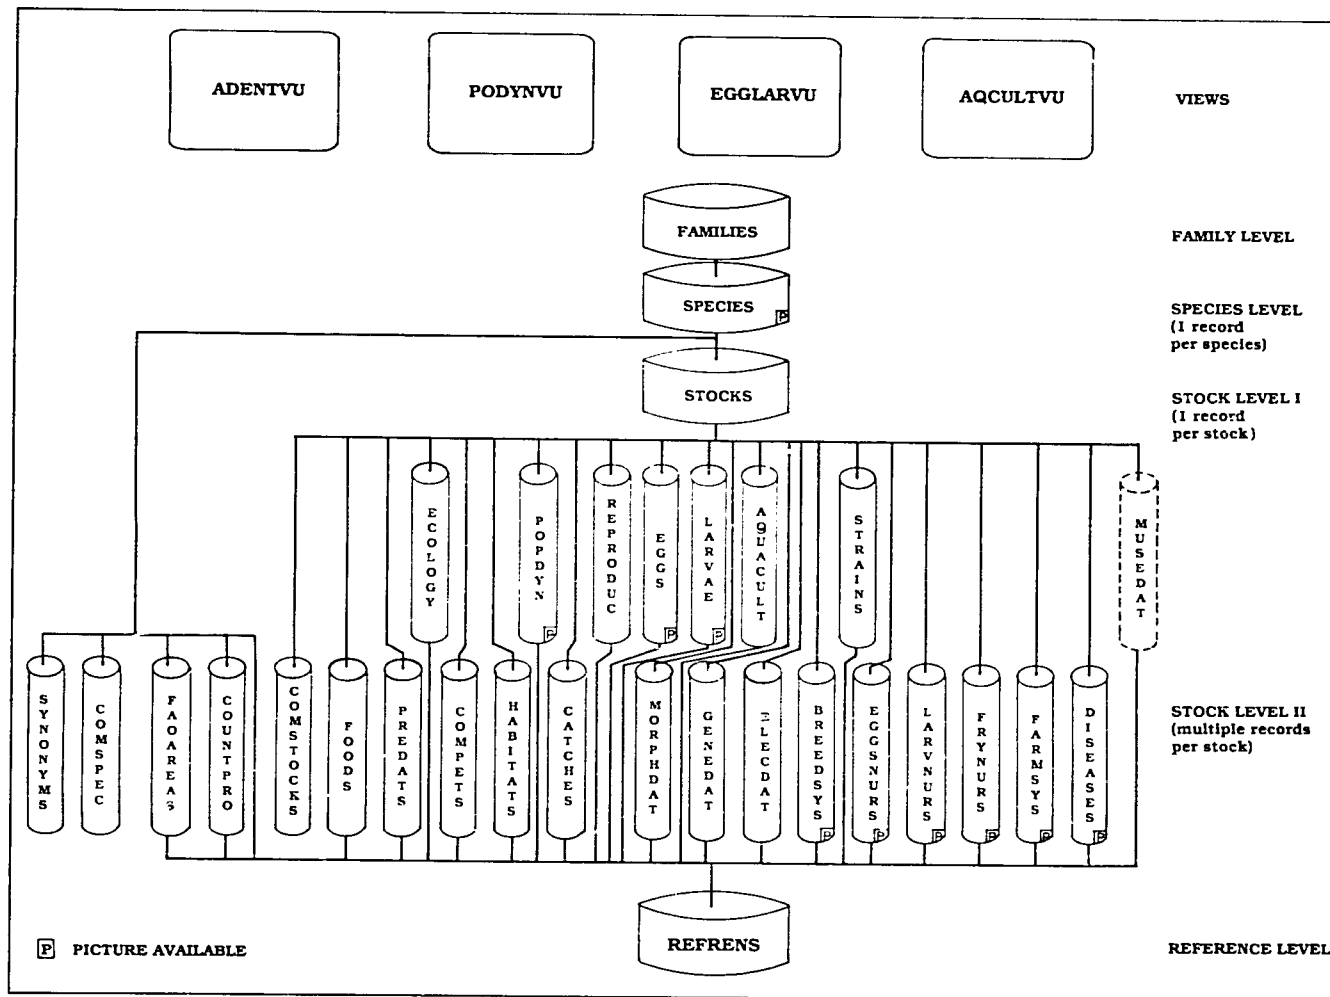 ADENTVU
PODYNVU
EGGLARVU
AQCULTVU
VIEWS
FAMILIES
FAMILY LEVEL
SPECIES
P
SPECIES LEVEL
(1 record
per species)
STOCKS
STOCK LEVEL I
(1 record
per stock)
ECOLOGY
POPDYN
P
REPRODUC
EGGS
P
LARVAE
P
AQUACULT
STRAINS
MUSEDAT
SYNONYMS
COMSPEC
FAOAREAS
COUNTPRO
COMSTOCKS
FOODS
PREDATS
COMPETS
HABITATS
CATCHES
MORPHDAT
GENEDAT
ELECDAT
BREEDSYS
P
EGGSNURS
P
LARVNURS
P
FRYNURS
P
FARMSYS
P
DISEASES
P
STOCK LEVEL II
(multiple records
per stock)
REFRENS
P PICTURE AVAILABLE
REFERENCE LEVEL